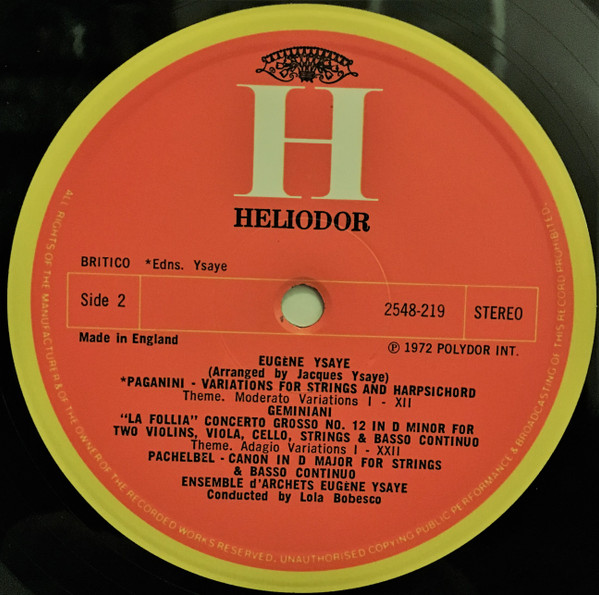 H
HELIODOR
BRITICO *Edns. Ysaye
Side 2
2548-219
STEREO
Made in England
℗ 1972 POLYDOR INT.
EUGÈNE YSAYE
(Arranged by Jacques Ysaye)
*PAGANINI - VARIATIONS FOR STRINGS AND HARPSICHORD
Theme. Moderato Variations I - XII
GEMINIANI
"LA FOLLIA" CONCERTO GROSSO NO. 12 IN D MINOR FOR
TWO VIOLINS, VIOLA, CELLO, STRINGS & BASSO CONTINUO
Theme. Adagio Variations I - XXII
PACHELBEL - CANON IN D MAJOR FOR STRINGS
& BASSO CONTINUO
ENSEMBLE d'ARCHETS EUGÈNE YSAYE
Conducted by Lola Bobesco
ALL RIGHTS OF THE MANUFACTURER & OF THE OWNER OF THE RECORDED WORKS RESERVED. UNAUTHORISED COPYING PUBLIC PERFORMANCE & BROADCASTING OF THIS RECORD PROHIBITED.